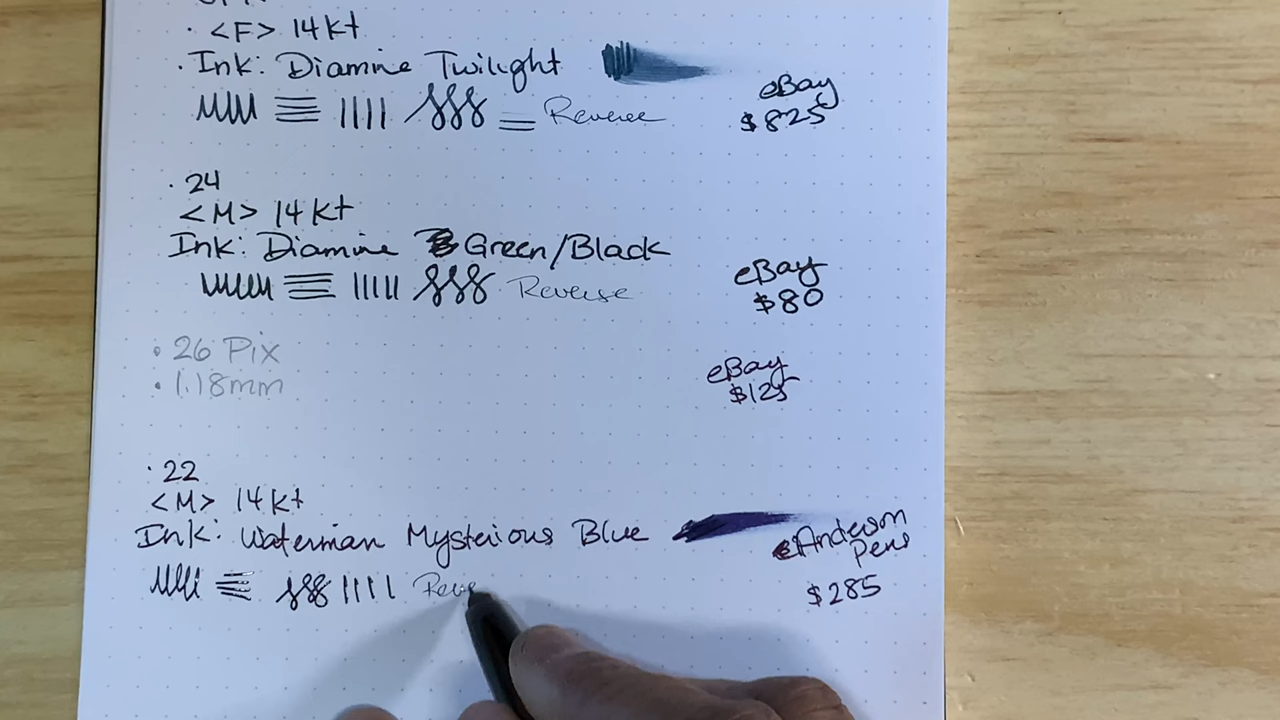 <F> 14kt
Ink: Diamine Twilight
Reverse
eBay
$825
24
<M> 14kt
Ink: Diamine Green/Black
Reverse
eBay
$80
26 Pix
1.18mm
eBay
$125
22
<M> 14kt
Ink: Waterman Mysterious Blue
Anderson
Pens
Reve
$285